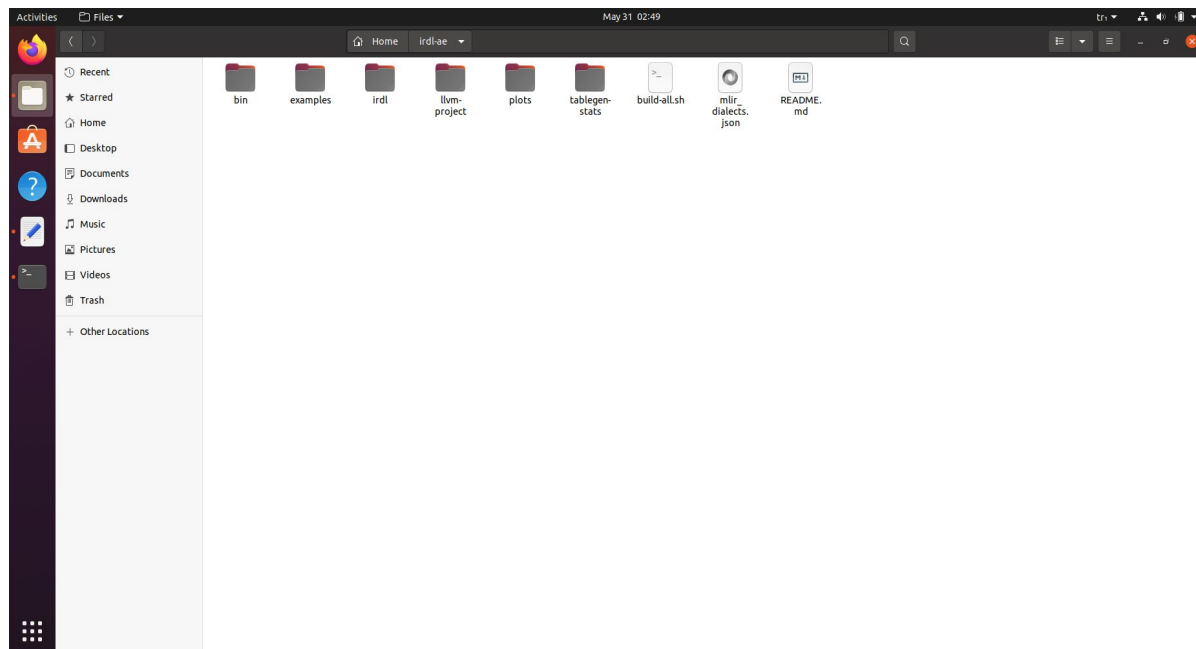 Activities
Files
May 31 02:49
tr₁
Home
irdl-ae
Recent
Starred
Home
Desktop
Documents
Downloads
Music
Pictures
Videos
Trash
+ Other Locations
bin
examples
irdl
llvm-
project
plots
tablegen-
stats
>_
build-all.sh
mlir_
dialects.
json
README.
md